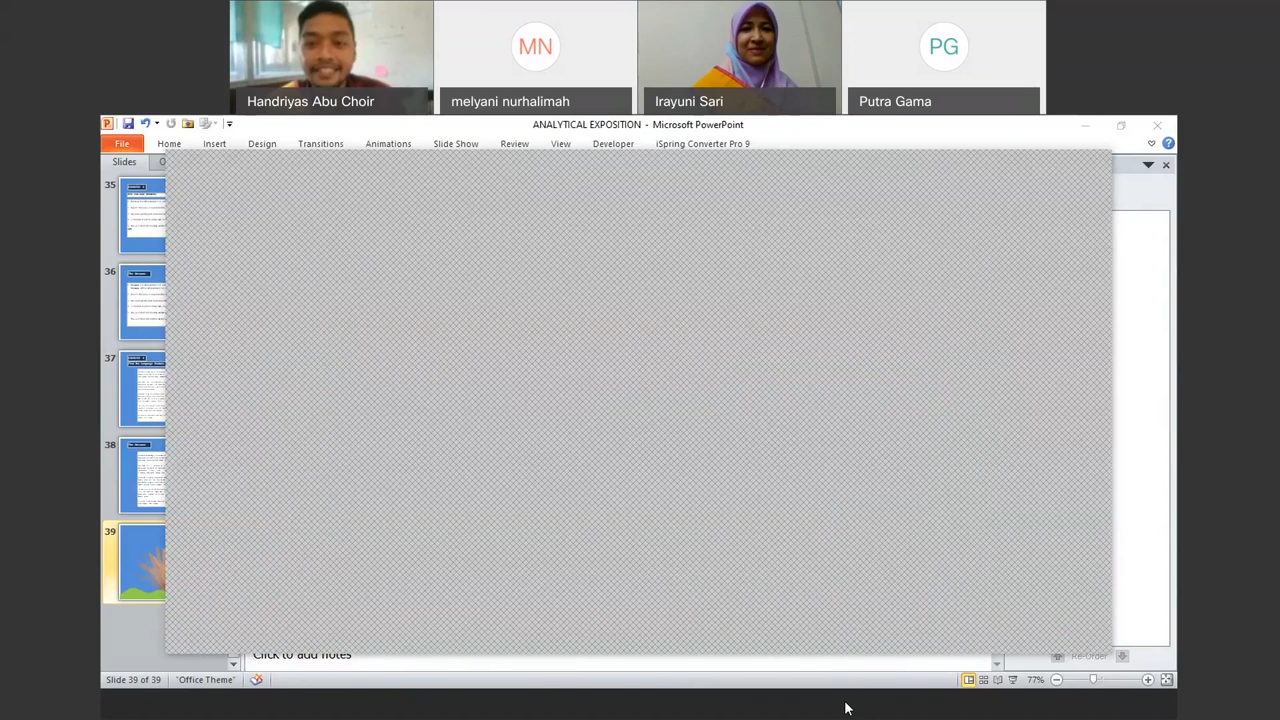 MN
PG
Handriyas Abu Choir
melyani nurhalimah
Irayuni Sari
Putra Gama
ANALYTICAL EXPOSITION - Microsoft PowerPoint
File Home Insert Design Transitions Animations Slide Show Review View Developer iSpring Converter Pro 9
Slides O
35
36
37
38
39
Click to add notes
Re-Order
Slide 39 of 39 "Office Theme" 77%